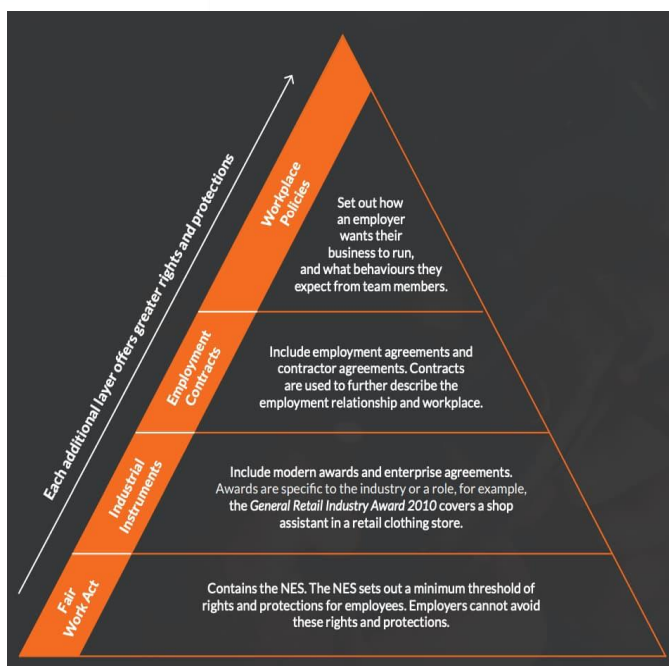 Each additional layer offers greater rights and protections
Workplace
Policies
Set out how
an employer
wants their
business to run,
and what behaviours they
expect from team members.
Employment
Contracts
Include employment agreements and
contractor agreements. Contracts
are used to further describe the
employment relationship and workplace.
Industrial
Instruments
Include modern awards and enterprise agreements.
Awards are specific to the industry or a role, for example,
the General Retail Industry Award 2010 covers a shop
assistant in a retail clothing store.
Fair
Work Act
Contains the NES. The NES sets out a minimum threshold of
rights and protections for employees. Employers cannot avoid
these rights and protections.